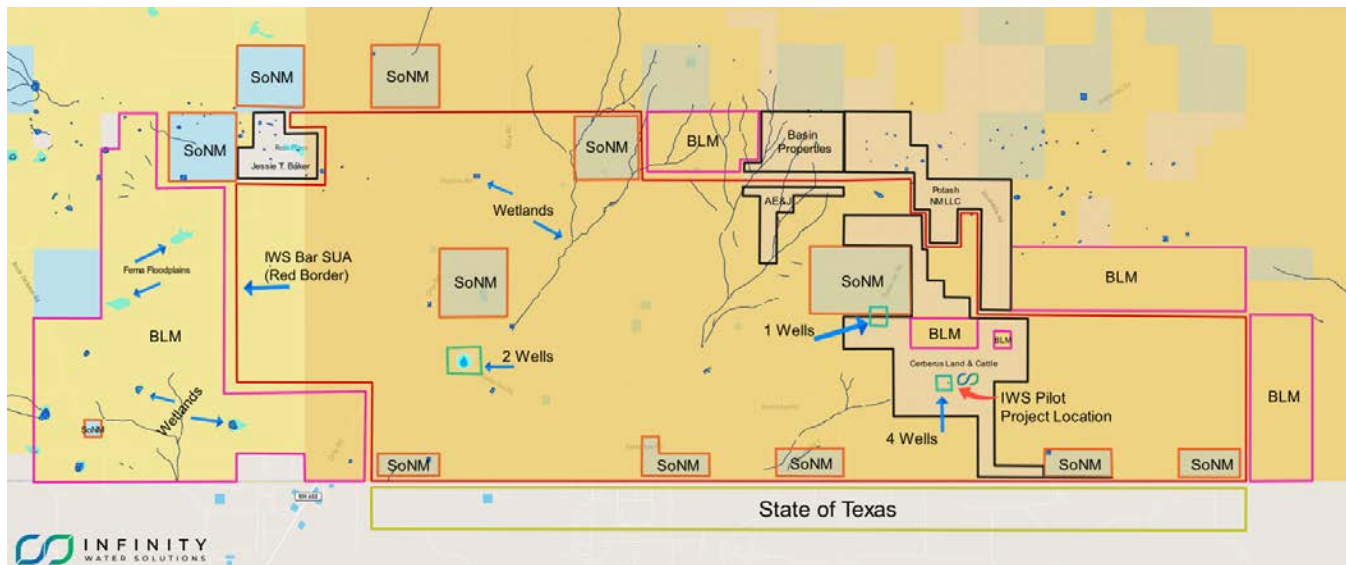 SoNM
SoNM
SoNM
Jessie T. Baker
SoNM
BLM
Basin
Properties
Potash
NM LLC
AE&J
Wetlands
Fema Floodplains
IWS Bar SUA
(Red Border)
SoNM
SoNM
BLM
BLM
1 Wells
BLM
BLM
2 Wells
Cerberus Land & Cattle
IWS Pilot
Project Location
BLM
Wetlands
SoNM
4 Wells
SoNM
SoNM
SoNM
SoNM
SoNM
RM 652
State of Texas
INFINITY
WATER SOLUTIONS